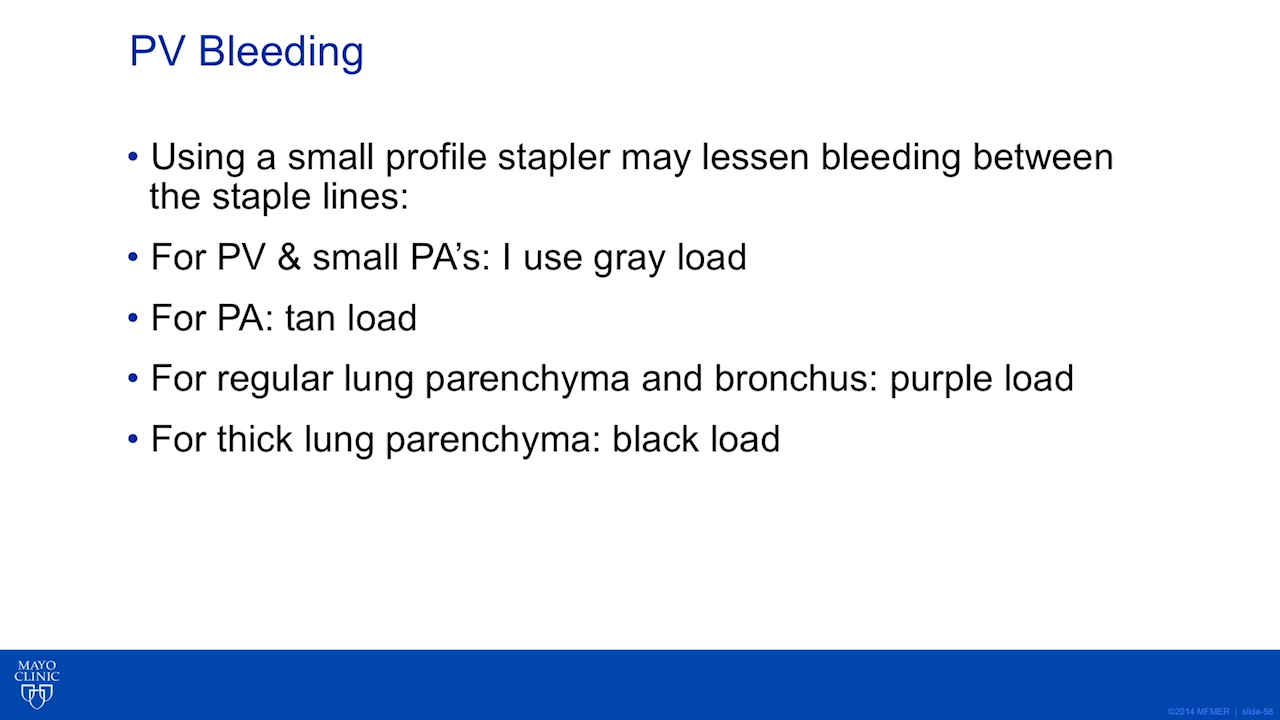 PV Bleeding
• Using a small profile stapler may lessen bleeding between
the staple lines:
• For PV & small PA’s: I use gray load
• For PA: tan load
• For regular lung parenchyma and bronchus: purple load
• For thick lung parenchyma: black load
MAYO
CLINIC
©2014 MFMER | slide-58